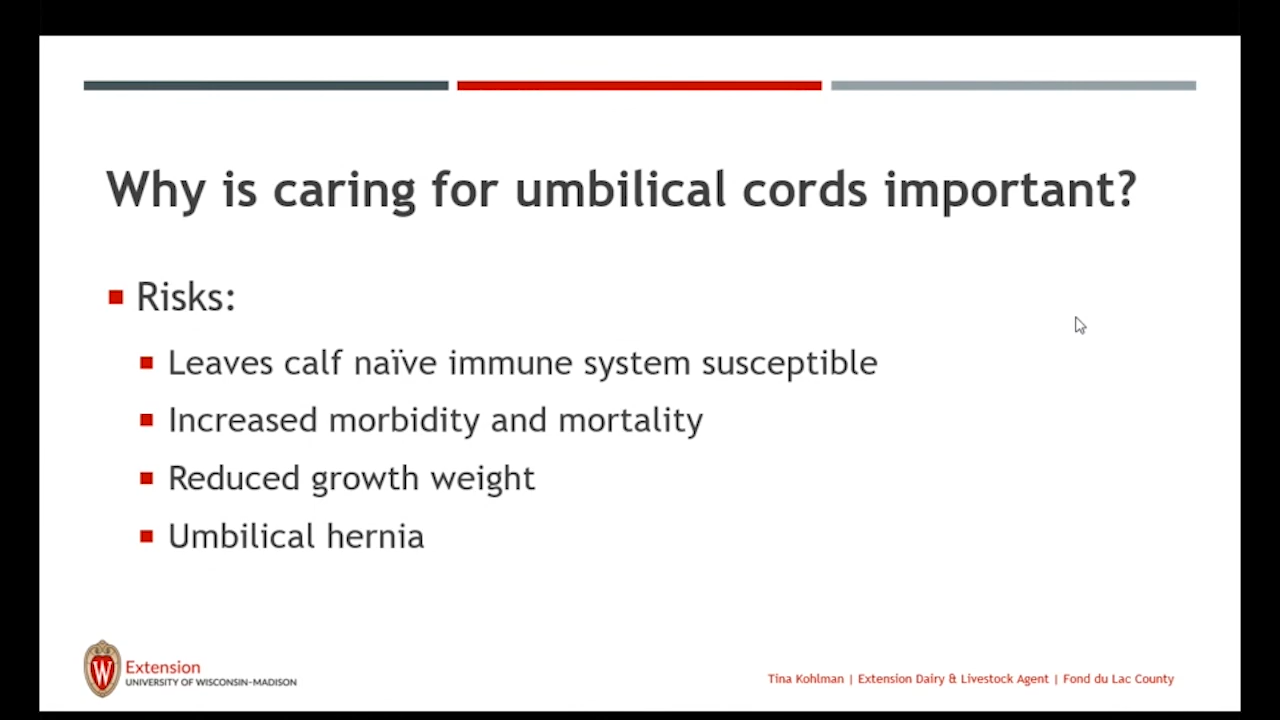 Why is caring for umbilical cords important?
Risks:
Leaves calf naïve immune system susceptible
Increased morbidity and mortality
Reduced growth weight
Umbilical hernia
W
Extension
UNIVERSITY OF WISCONSIN–MADISON
Tina Kohlman | Extension Dairy & Livestock Agent | Fond du Lac County